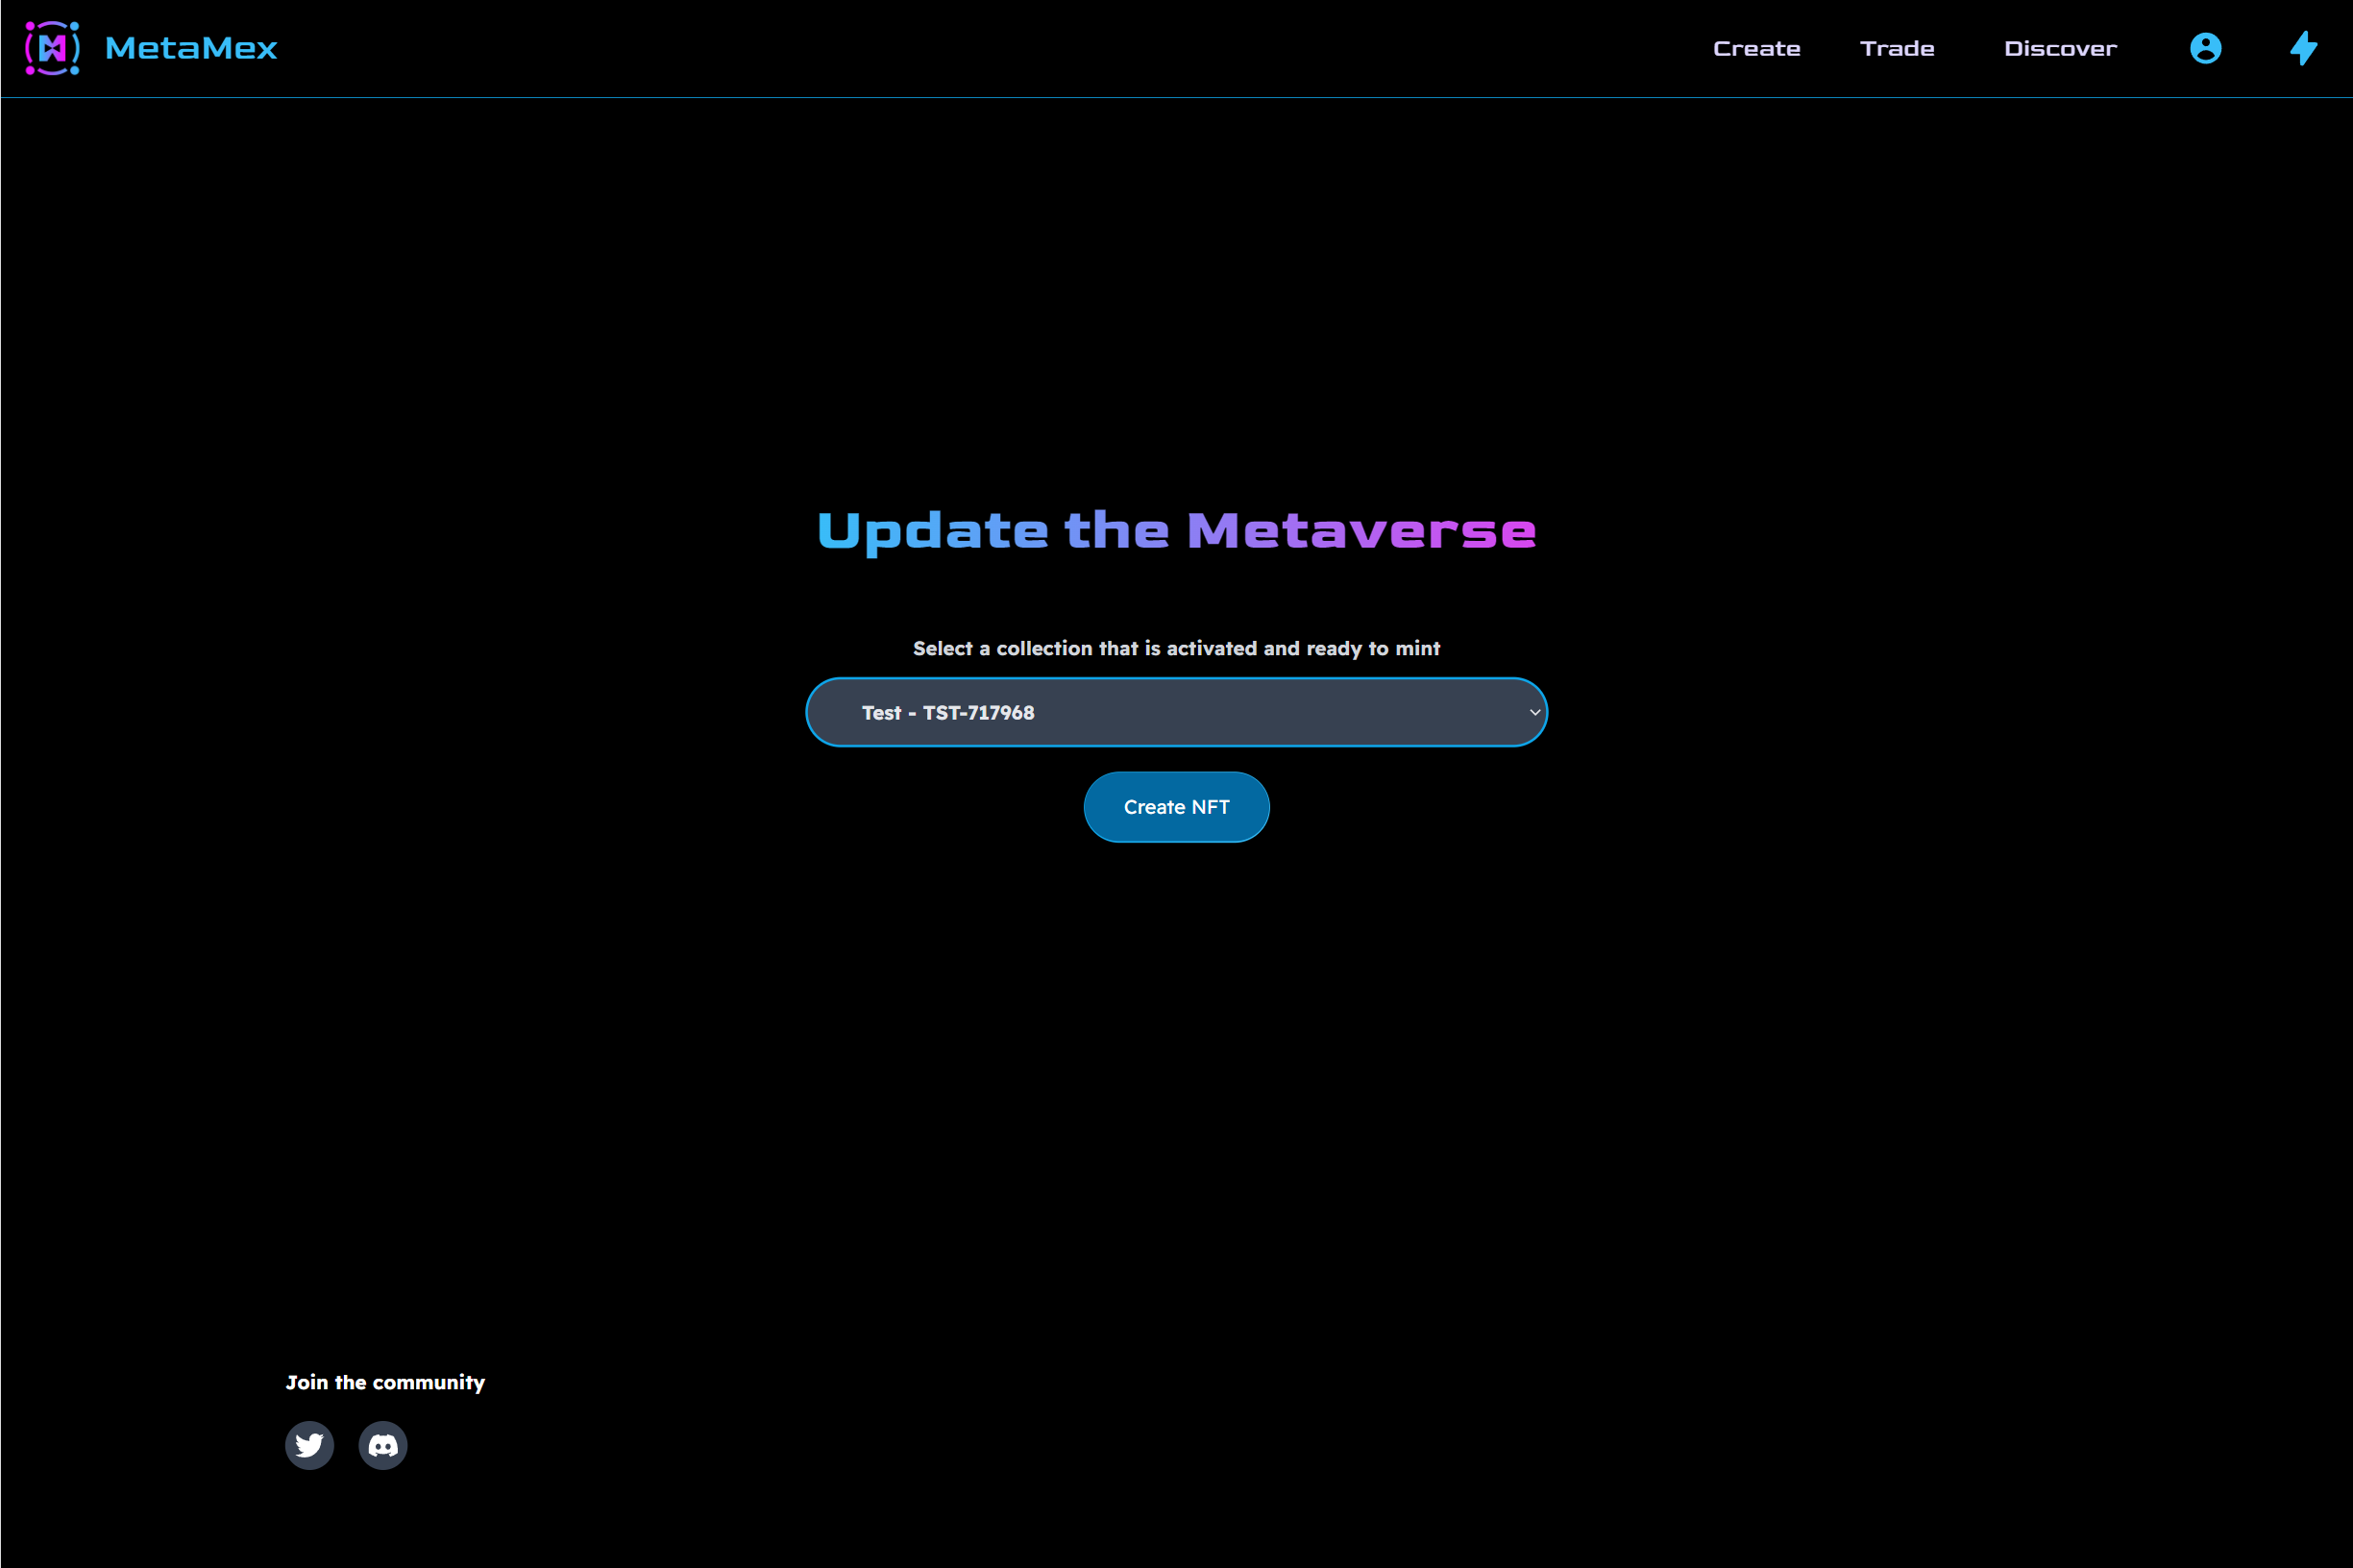 MetaMex
Create Trade Discover
Update the Metaverse
Select a collection that is activated and ready to mint
Test - TST-717968
Create NFT
Join the community